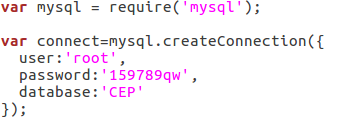 var mysql = require('mysql');
var connect=mysql.createConnection({
  user:'root',
  password:'159789qw',
  database:'CEP'
});